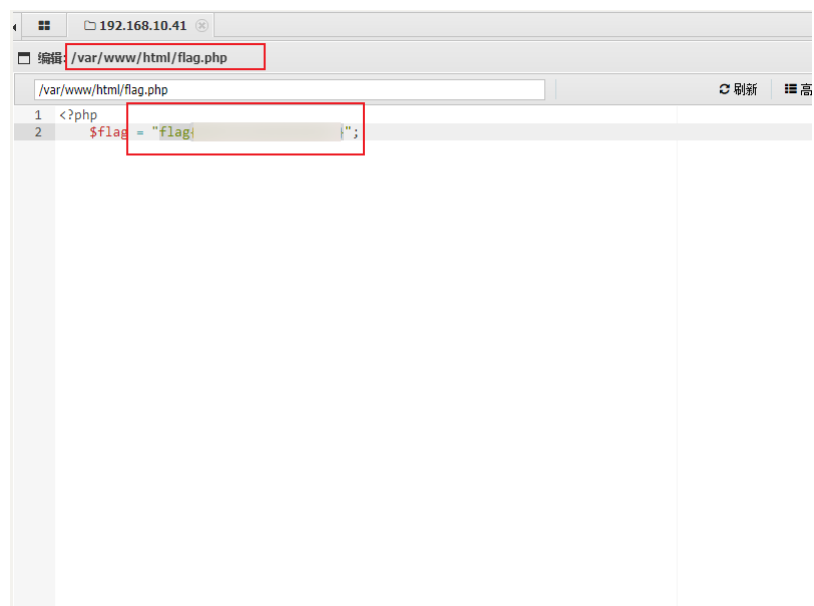 192.168.10.41
编辑: /var/www/html/flag.php
/var/www/html/flag.php
刷新
高
1 <?php
2 $flag = "flag{ }";